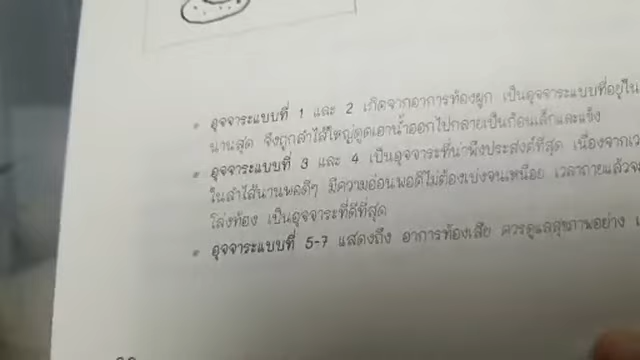 • อุจจาระแบบที่ 1 และ 2 เกิดจากอาการท้องผูก เป็นอุจจาระแบบที่อยู่ใน
นานสุด จึงถูกลำไส้ใหญ่ดูดเอาน้ำออกไปกลายเป็นก้อนเล็กและแข็ง
• อุจจาระแบบที่ 3 และ 4 เป็นอุจจาระที่น่าพึงประสงค์ที่สุด เนื่องจาก
ในลำไส้นานพอดีๆ มีความอ่อนพอดีไม่ต้องเบ่งจนเหนื่อย เวลาถ่ายแล้วจะ
โล่งท้อง เป็นอุจจาระที่ดีที่สุด
• อุจจาระแบบที่ 5-7 แสดงถึง อาการท้องเสีย ควรดูแลสุขภาพอย่าง